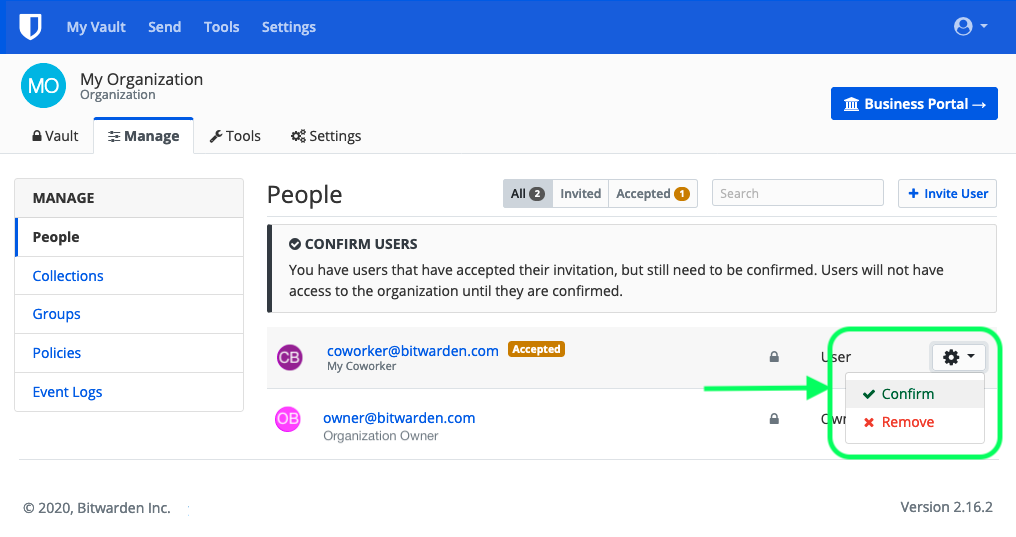 My Vault Send Tools Settings
MO My Organization
Organization
Business Portal →
Vault Manage Tools Settings
MANAGE
People
Collections
Groups
Policies
Event Logs
People All 2 Invited Accepted 1 Search + Invite User
CONFIRM USERS
You have users that have accepted their invitation, but still need to be confirmed. Users will not have
access to the organization until they are confirmed.
CB coworker@bitwarden.com Accepted User
My Coworker
Confirm
Remove
OB owner@bitwarden.com
Organization Owner
© 2020, Bitwarden Inc. Version 2.16.2